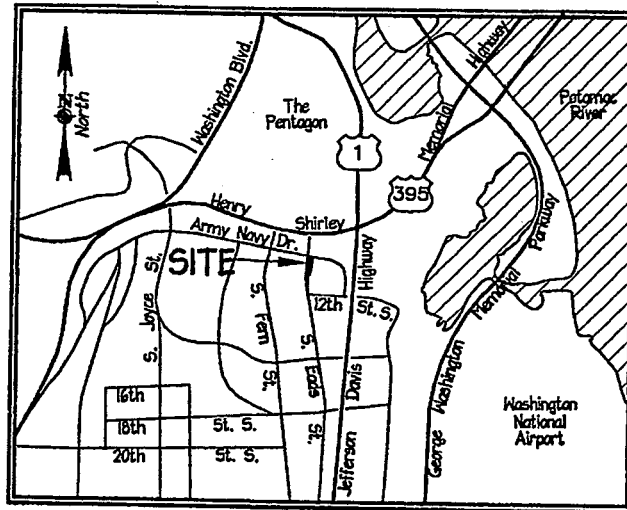 North
Washington Blvd.
The
Pentagon
1
Memorial
Highway
395
Potomac
River
Henry
Shirley
Memorial
Highway
Army Navy Dr.
SITE
12th
St. S.
S. Joyce St.
S. Fern St.
S. Eads St.
Jefferson Davis Highway
George Washington Memorial Parkway
16th
18th
St. S.
20th
St. S.
Washington
National
Airport